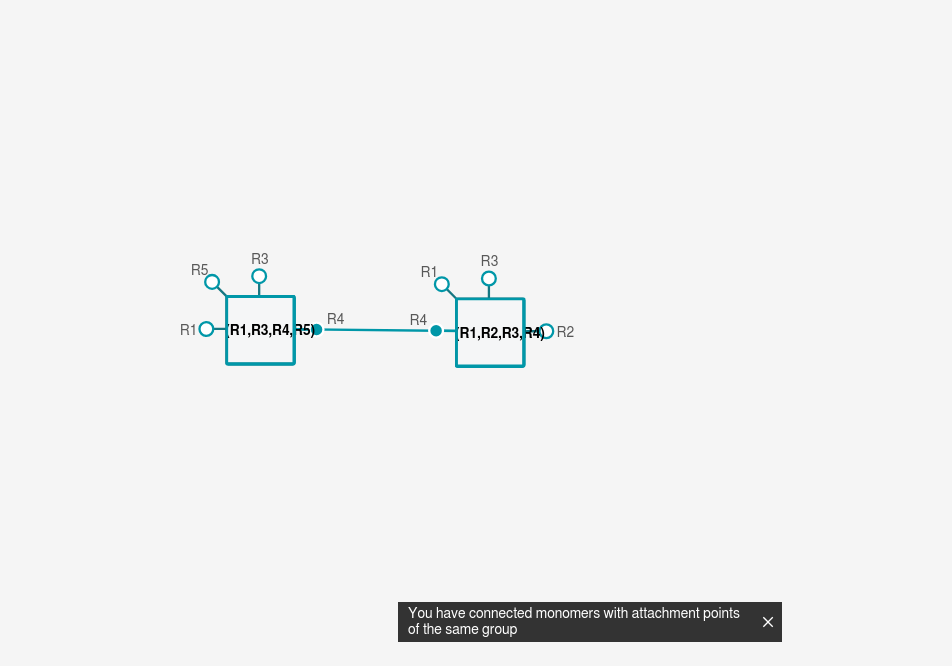 R3
R3
R5
R1
R4
R4
R1
(R1,R3,R4,R5)
(R1,R2,R3,R4)
R2
You have connected monomers with attachment points
of the same group